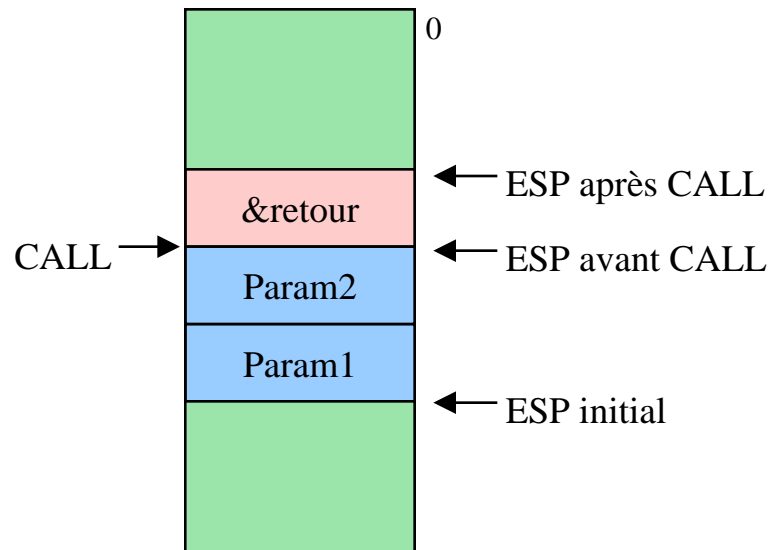 0
ESP après CALL
&retour
CALL
ESP avant CALL
Param2
Param1
ESP initial